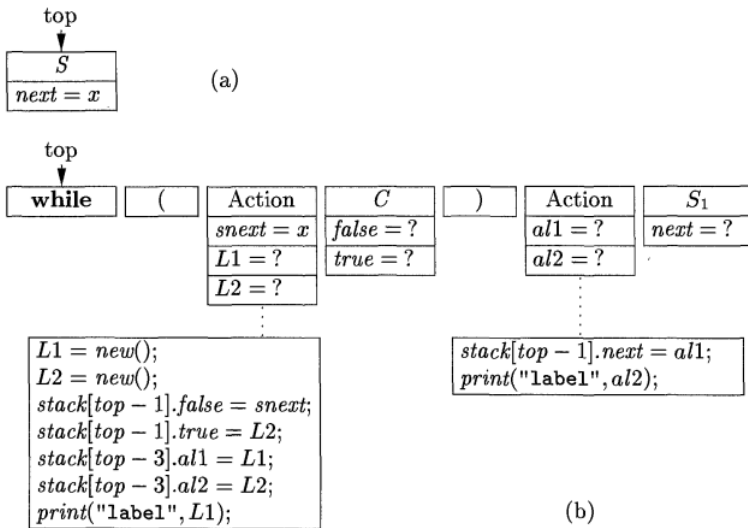 top
S
next = x
(a)
top
while ( Action C ) Action S1
snext = x false = ? al1 = ? next = ?
L1 = ? true = ? al2 = ?
L2 = ?
L1 = new();
L2 = new();
stack[top − 1].false = snext;
stack[top − 1].true = L2;
stack[top − 3].al1 = L1;
stack[top − 3].al2 = L2;
print("label", L1);
stack[top − 1].next = al1;
print("label", al2);
(b)